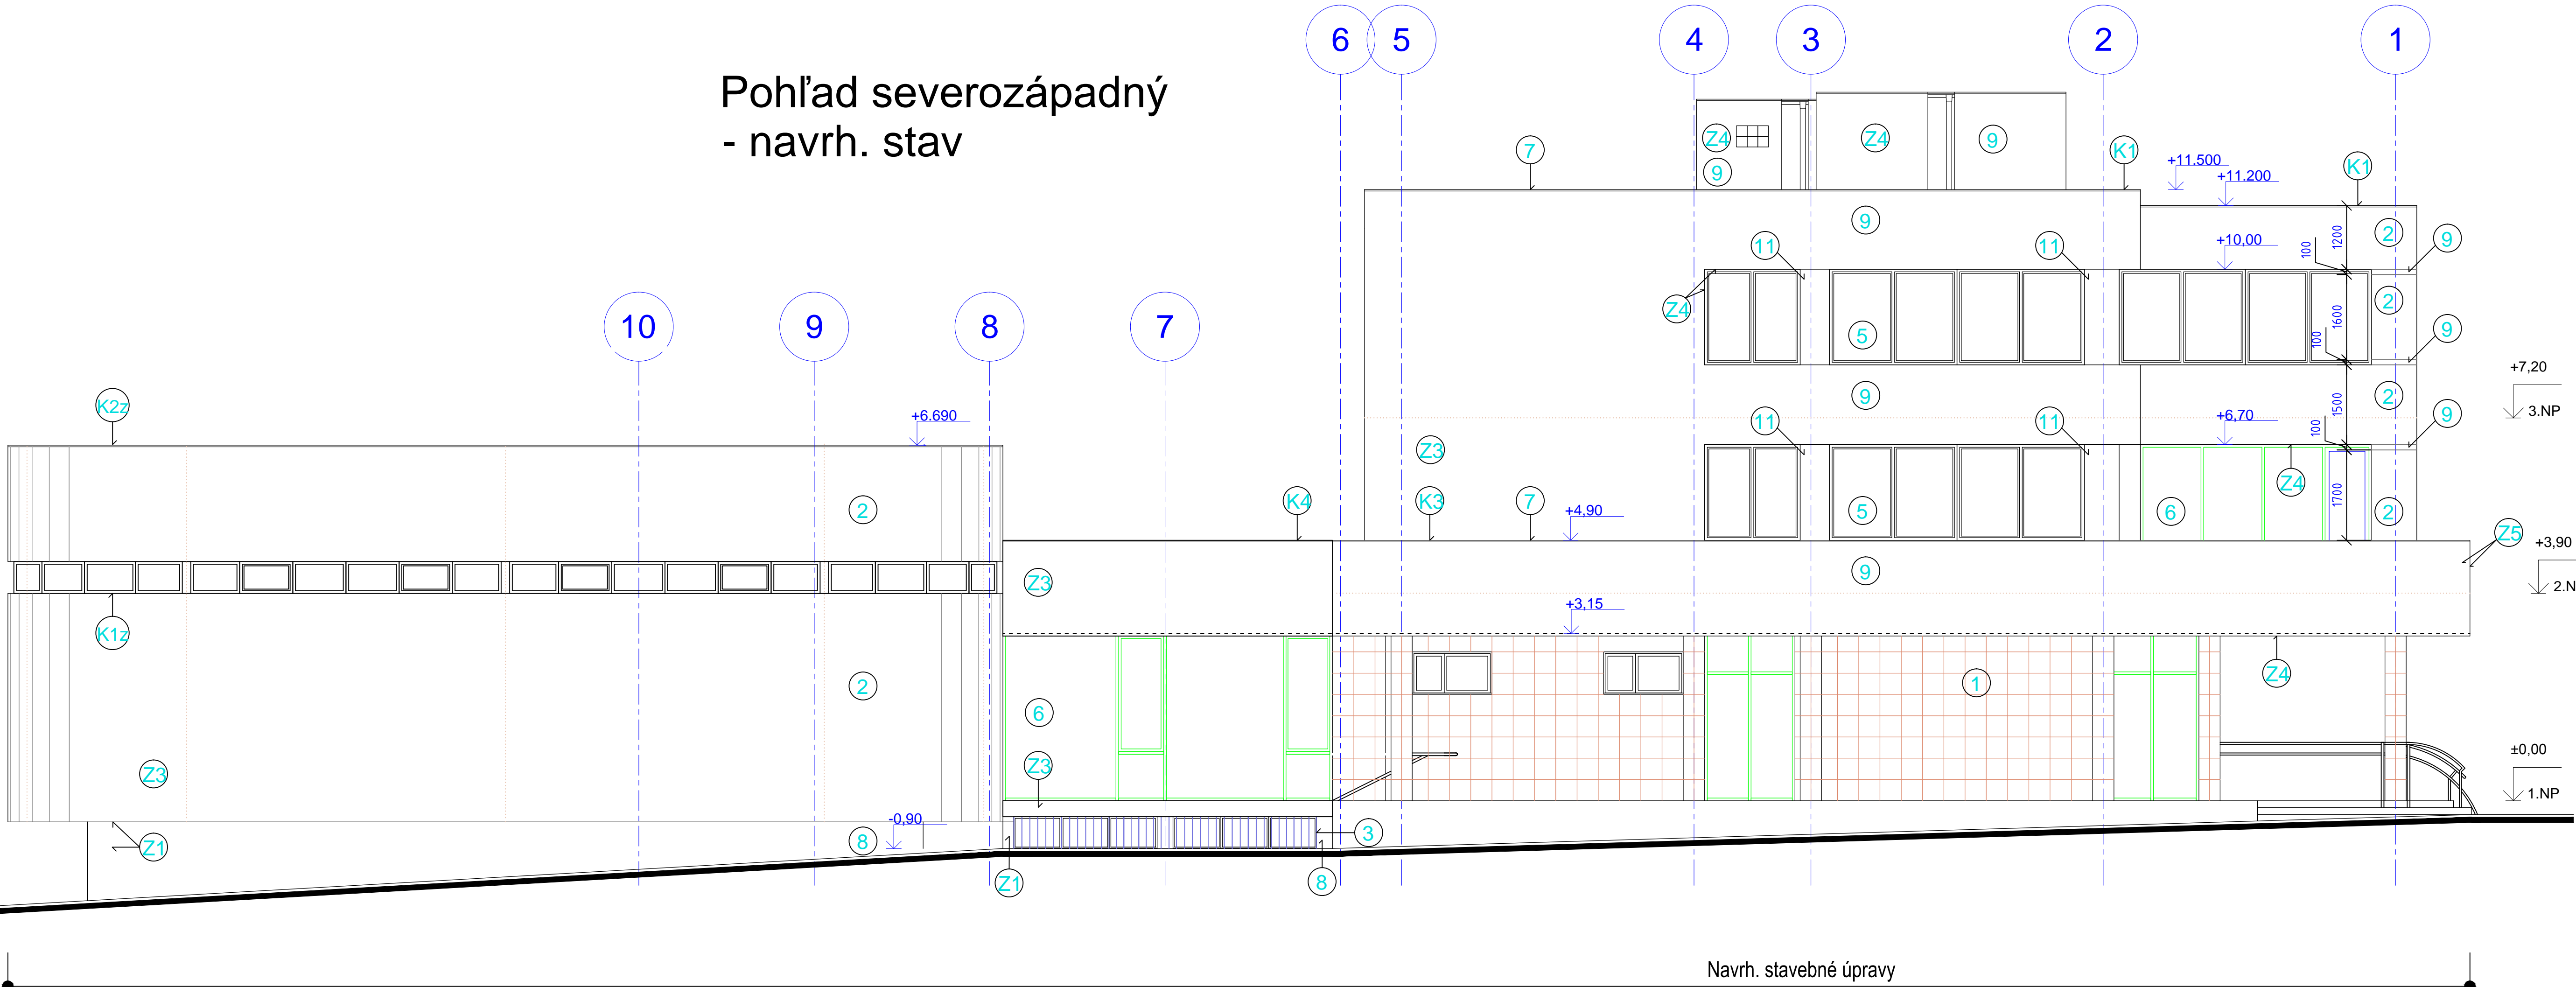 6 5 4 3 2 1
Pohľad severozápadný
- navrh. stav
Z4 Z4 9
9
7 K1 +11.500 K1
+11.200
9 2
1200
11 11 +10,00 100 9
Z4 2
10 9 8 7
5 1600 100 9
+7,20
K2z 9 2
1500 3.NP
+6.690 11 11 +6,70 100 9
Z3
Z4
K4 K3 7 1700
2 +4,90 5 6 2
Z5
+3,90
Z3 9
2.N
+3,15
K1z
Z4
2 1
6
±0,00
Z3 Z3
1.NP
-0,90
Z1 8 3
Z1 8
Navrh. stavebné úpravy